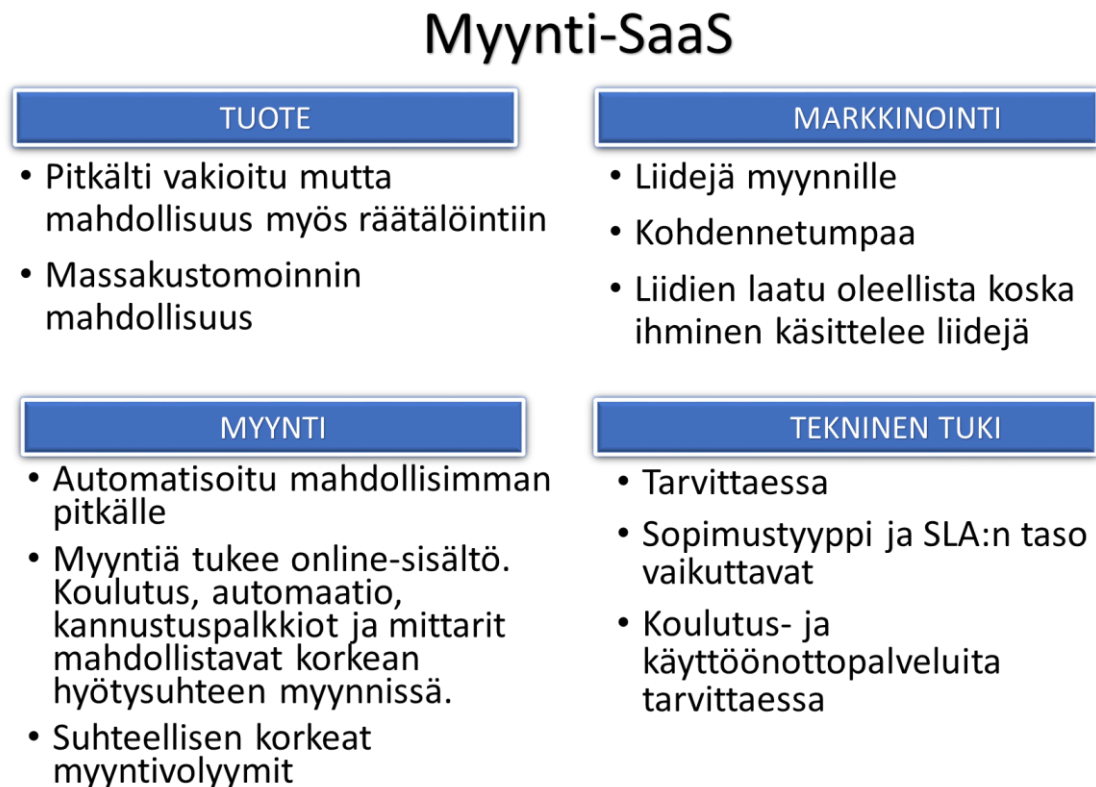 Myynti-SaaS
TUOTE
• Pitkälti vakioitu mutta
mahdollisuus myös räätälöintiin
• Massakustomoinnin
mahdollisuus
MARKKINOINTI
• Liidejä myynnille
• Kohdennetumpaa
• Liidien laatu oleellista koska
ihminen käsittelee liidejä
MYYNTI
• Automatisoitu mahdollisimman
pitkälle
• Myyntiä tukee online-sisältö.
Koulutus, automaatio,
kannustuspalkkiot ja mittarit
mahdollistavat korkean
hyötysuhteen myynnissä.
• Suhteellisen korkeat
myyntivolyymit
TEKNINEN TUKI
• Tarvittaessa
• Sopimustyyppi ja SLA:n taso
vaikuttavat
• Koulutus- ja
käyttöönottopalveluita
tarvittaessa